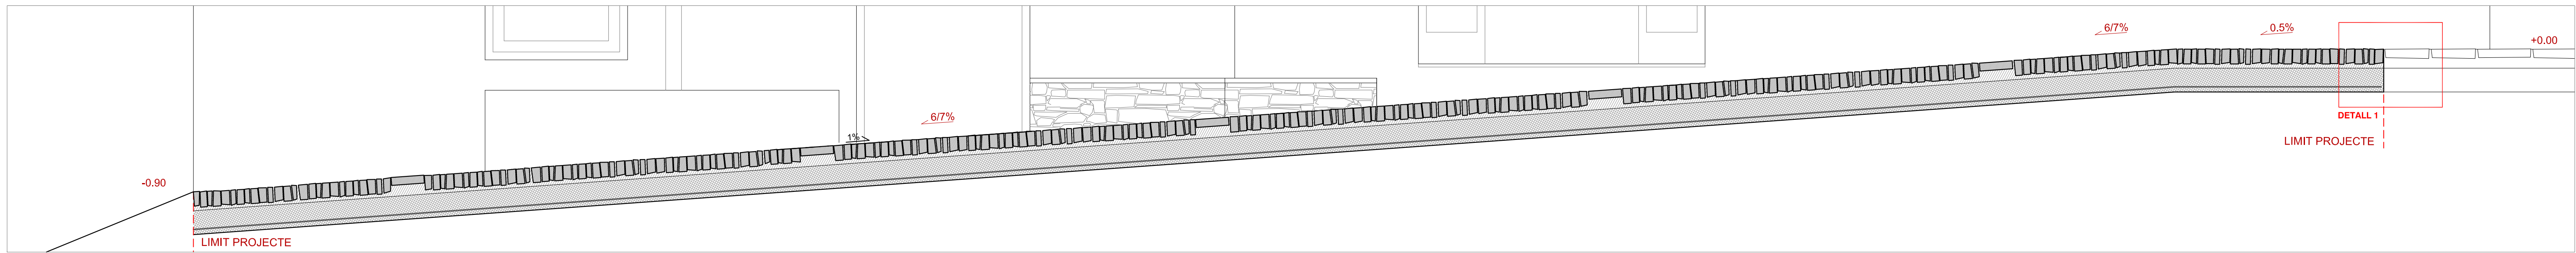 6/7%
0.5%
+0.00
DETALL 1
6/7%
1%
LIMIT PROJECTE
-0.90
LIMIT PROJECTE